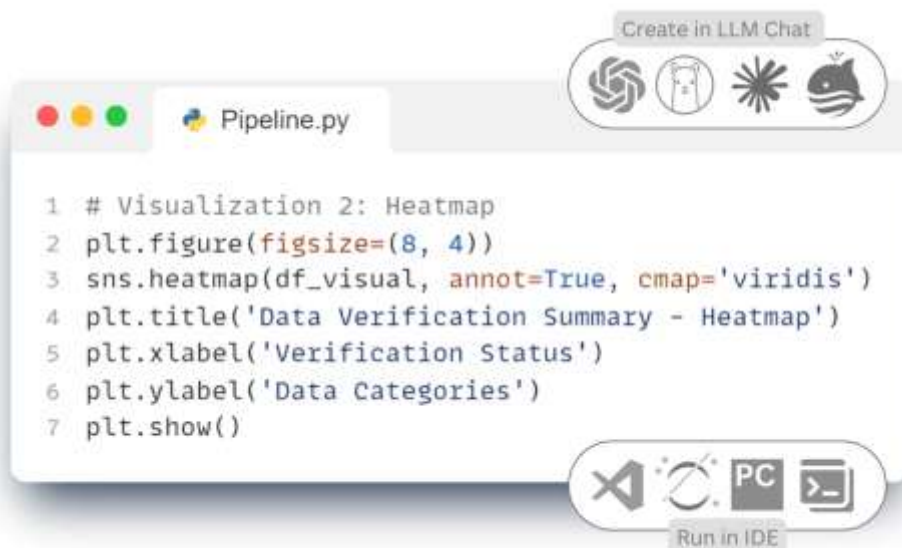 Create in LLM Chat
Pipeline.py
1 # Visualization 2: Heatmap
2 plt.figure(figsize=(8, 4))
3 sns.heatmap(df_visual, annot=True, cmap='viridis')
4 plt.title('Data Verification Summary - Heatmap')
5 plt.xlabel('Verification Status')
6 plt.ylabel('Data Categories')
7 plt.show()
PC
Run in IDE